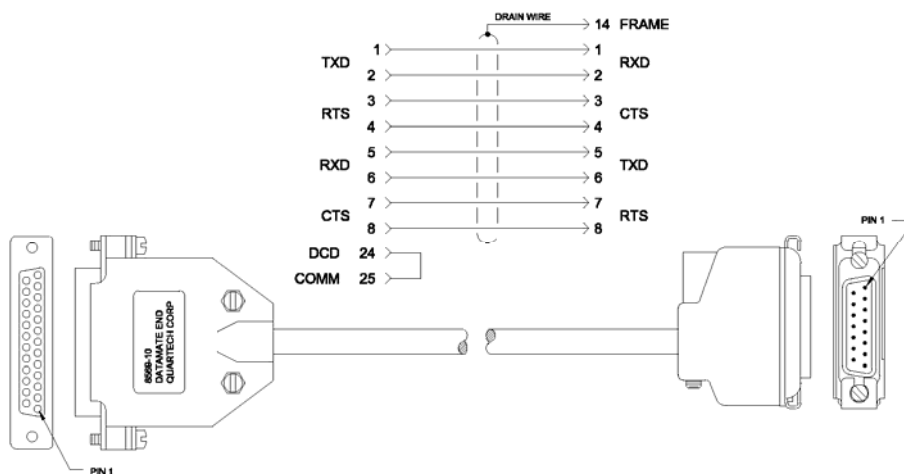 DRAIN WIRE
14 FRAME
1 1
TXD RXD
2 2
3 3
RTS CTS
4 4
5 5
RXD TXD
6 6
7 7
CTS RTS
8 8
DCD 24
COMM 25
PIN 1
8569-10
DATAMATE END
QUARTECH CORP
PIN 1